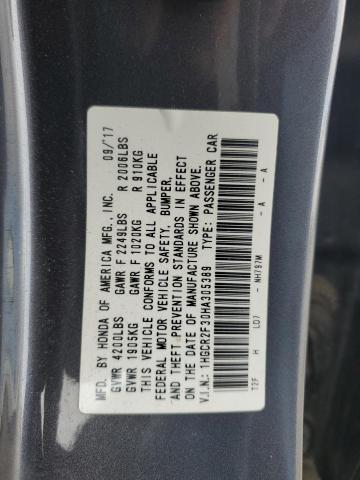 MFD. BY HONDA OF AMERICA MFG., INC. 09/'17
GVWR 4200LBS GAWR F 2249LBS R 2006LBS
GVWR 1905KG GAWR F 1020KG R 910KG
THIS VEHICLE CONFORMS TO ALL APPLICABLE
FEDERAL MOTOR VEHICLE SAFETY, BUMPER,
AND THEFT PREVENTION STANDARDS IN EFFECT
ON THE DATE OF MANUFACTURE SHOWN ABOVE.
V.I.N.: 1HGCR2F30HA305389 TYPE: PASSENGER CAR
T2F H LD7 - NH797M - A - A